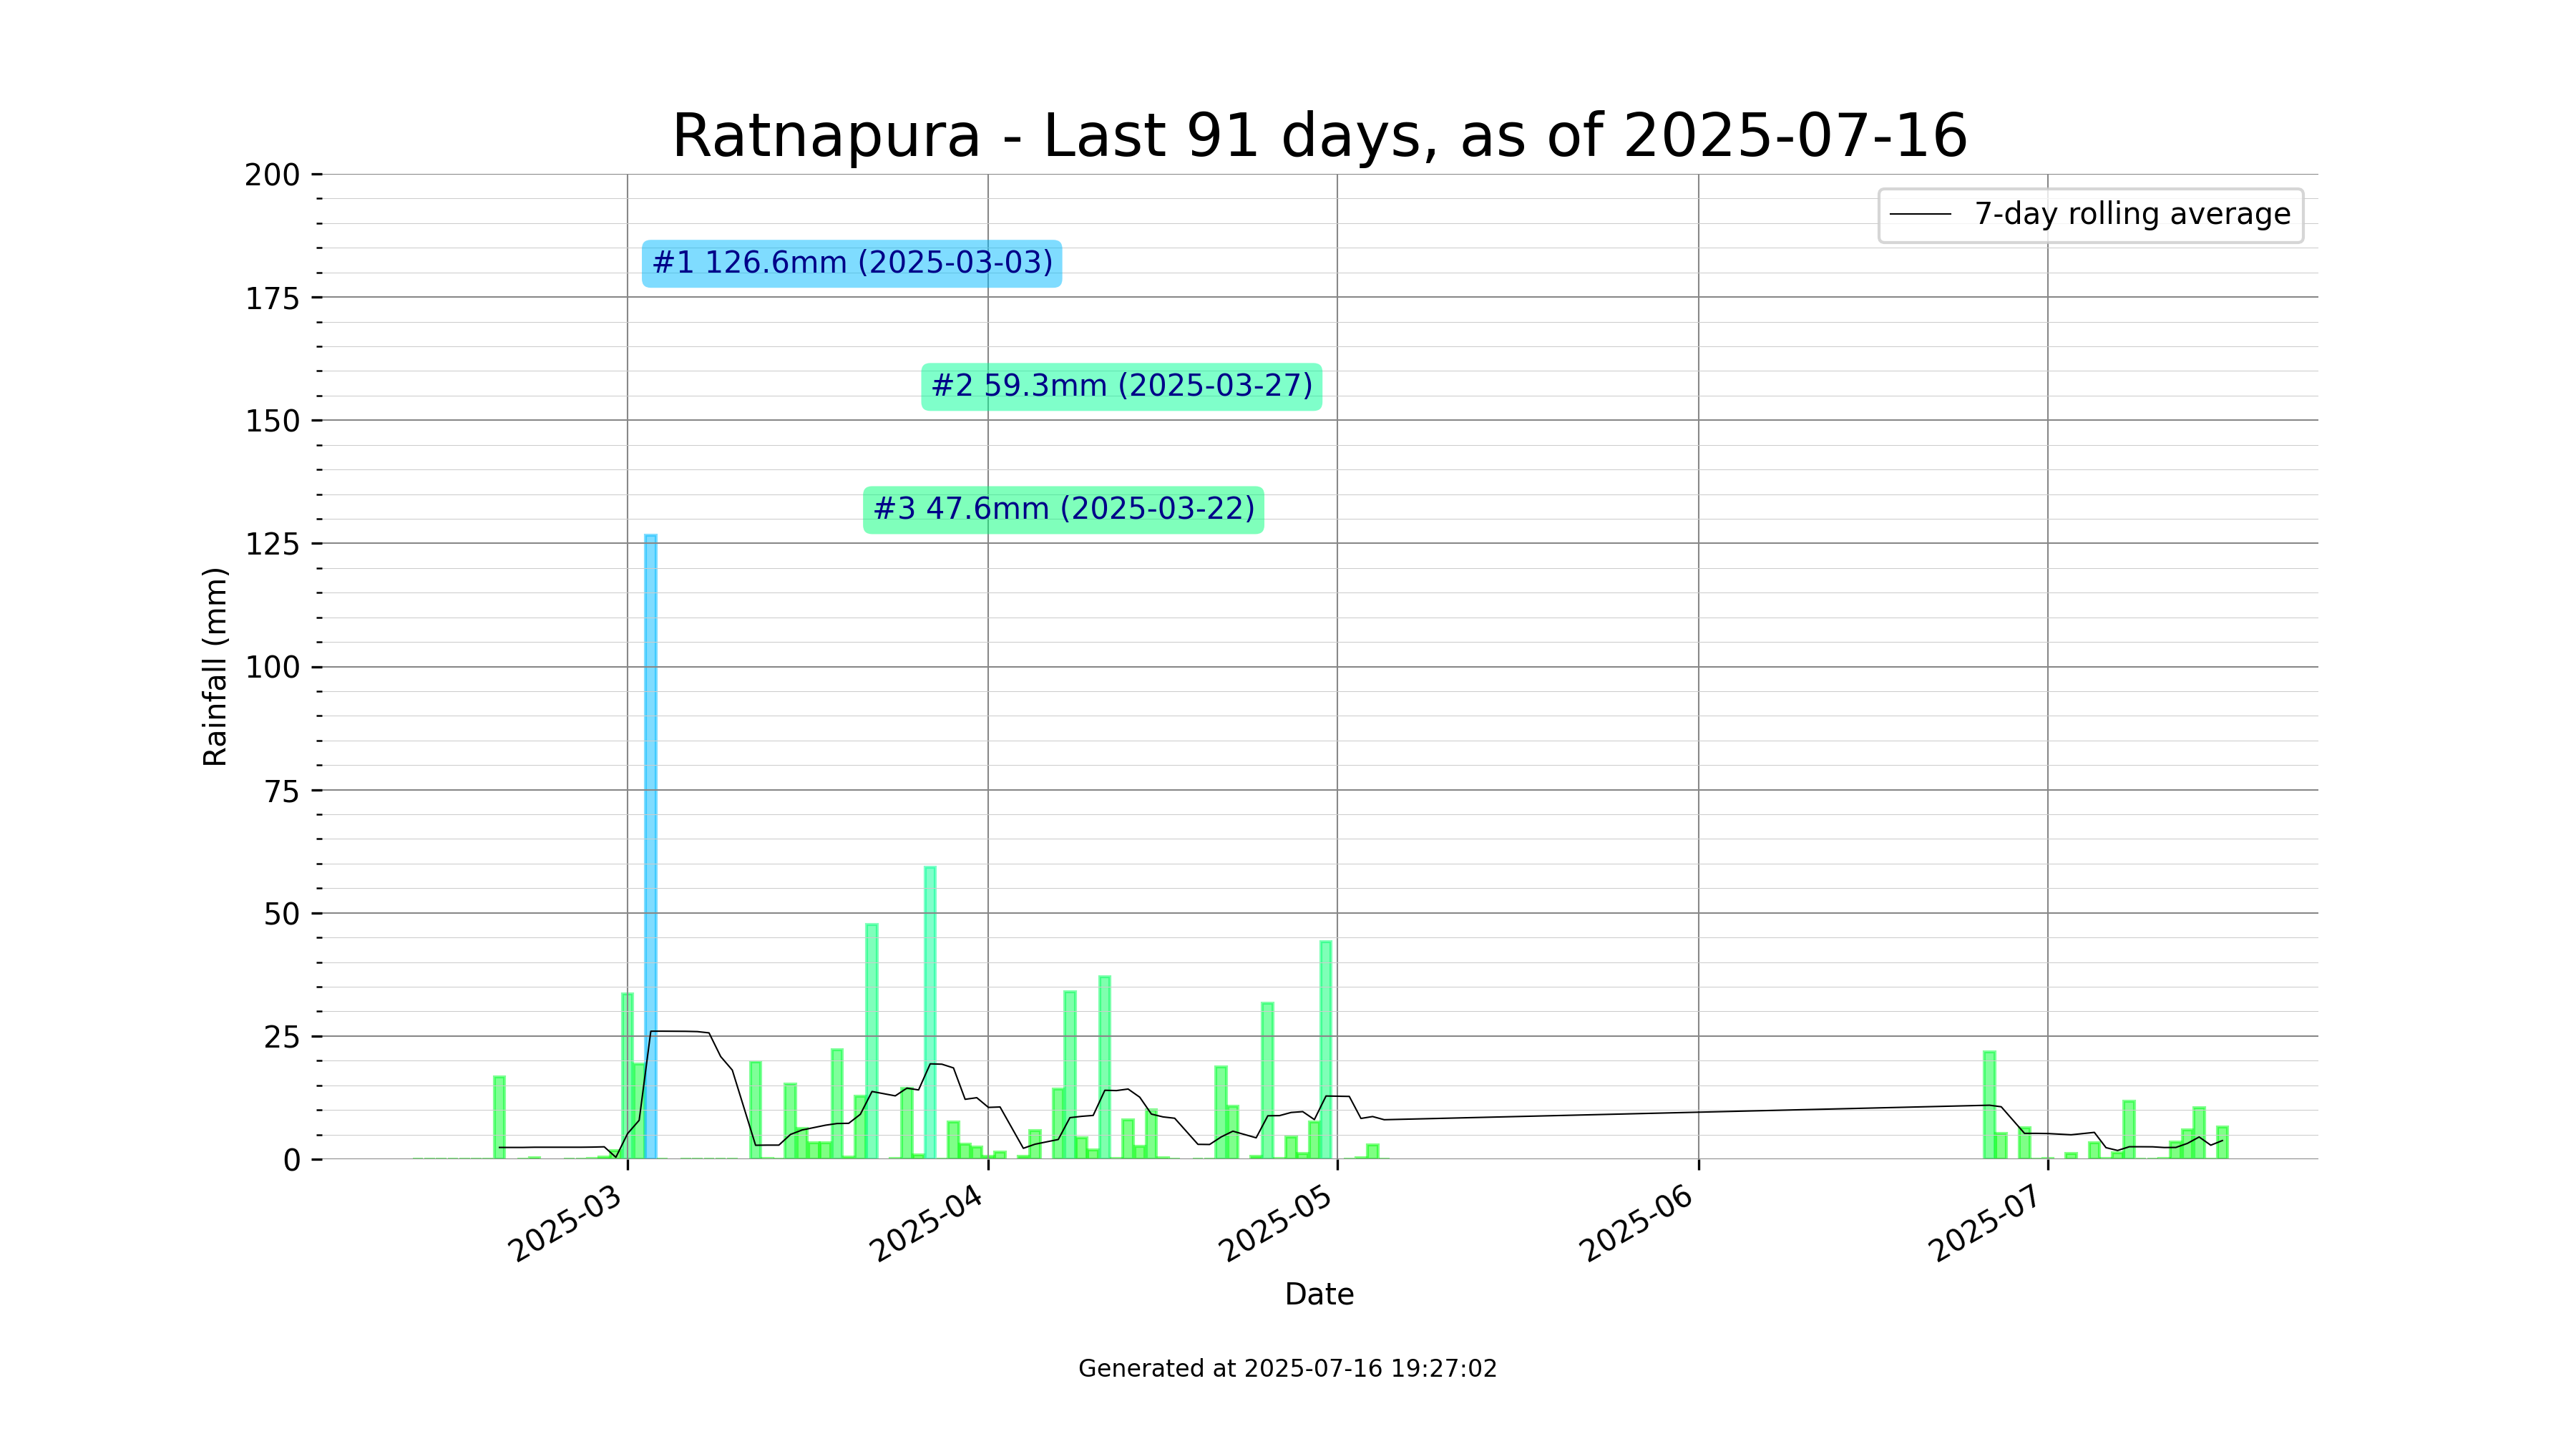 Ratnapura - Last 91 days, as of 2025-07-16
200
175
150
125
100
75
50
25
0
Rainfall (mm)
7-day rolling average
#1 126.6mm (2025-03-03)
#2 59.3mm (2025-03-27)
#3 47.6mm (2025-03-22)
2025-03
2025-04
2025-05
2025-06
2025-07
Date
Generated at 2025-07-16 19:27:02